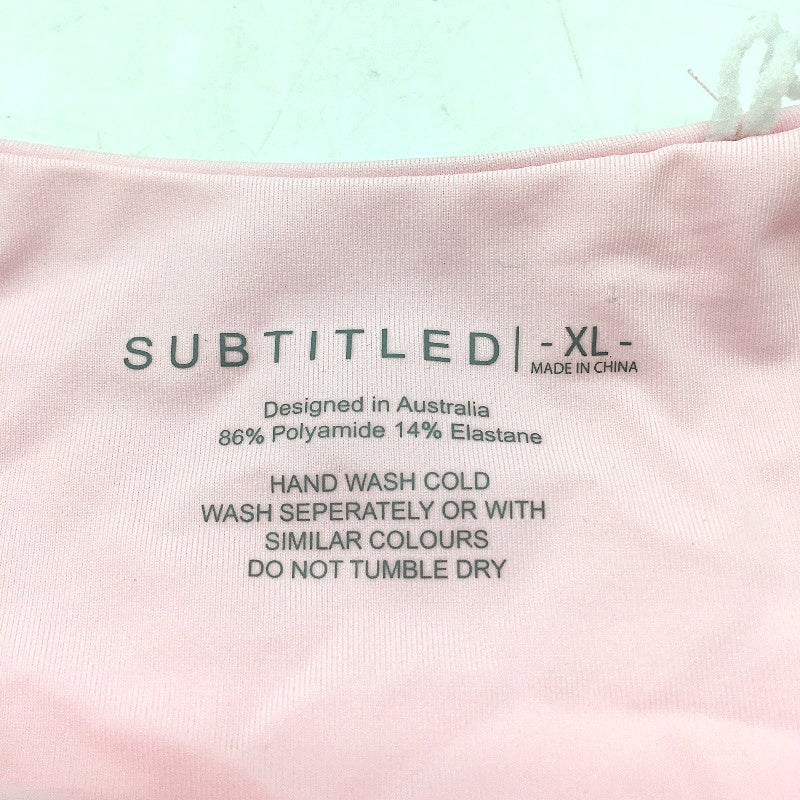 SUBTITLED | - XL -
MADE IN CHINA
Designed in Australia
86% Polyamide 14% Elastane
HAND WASH COLD
WASH SEPERATELY OR WITH
SIMILAR COLOURS
DO NOT TUMBLE DRY